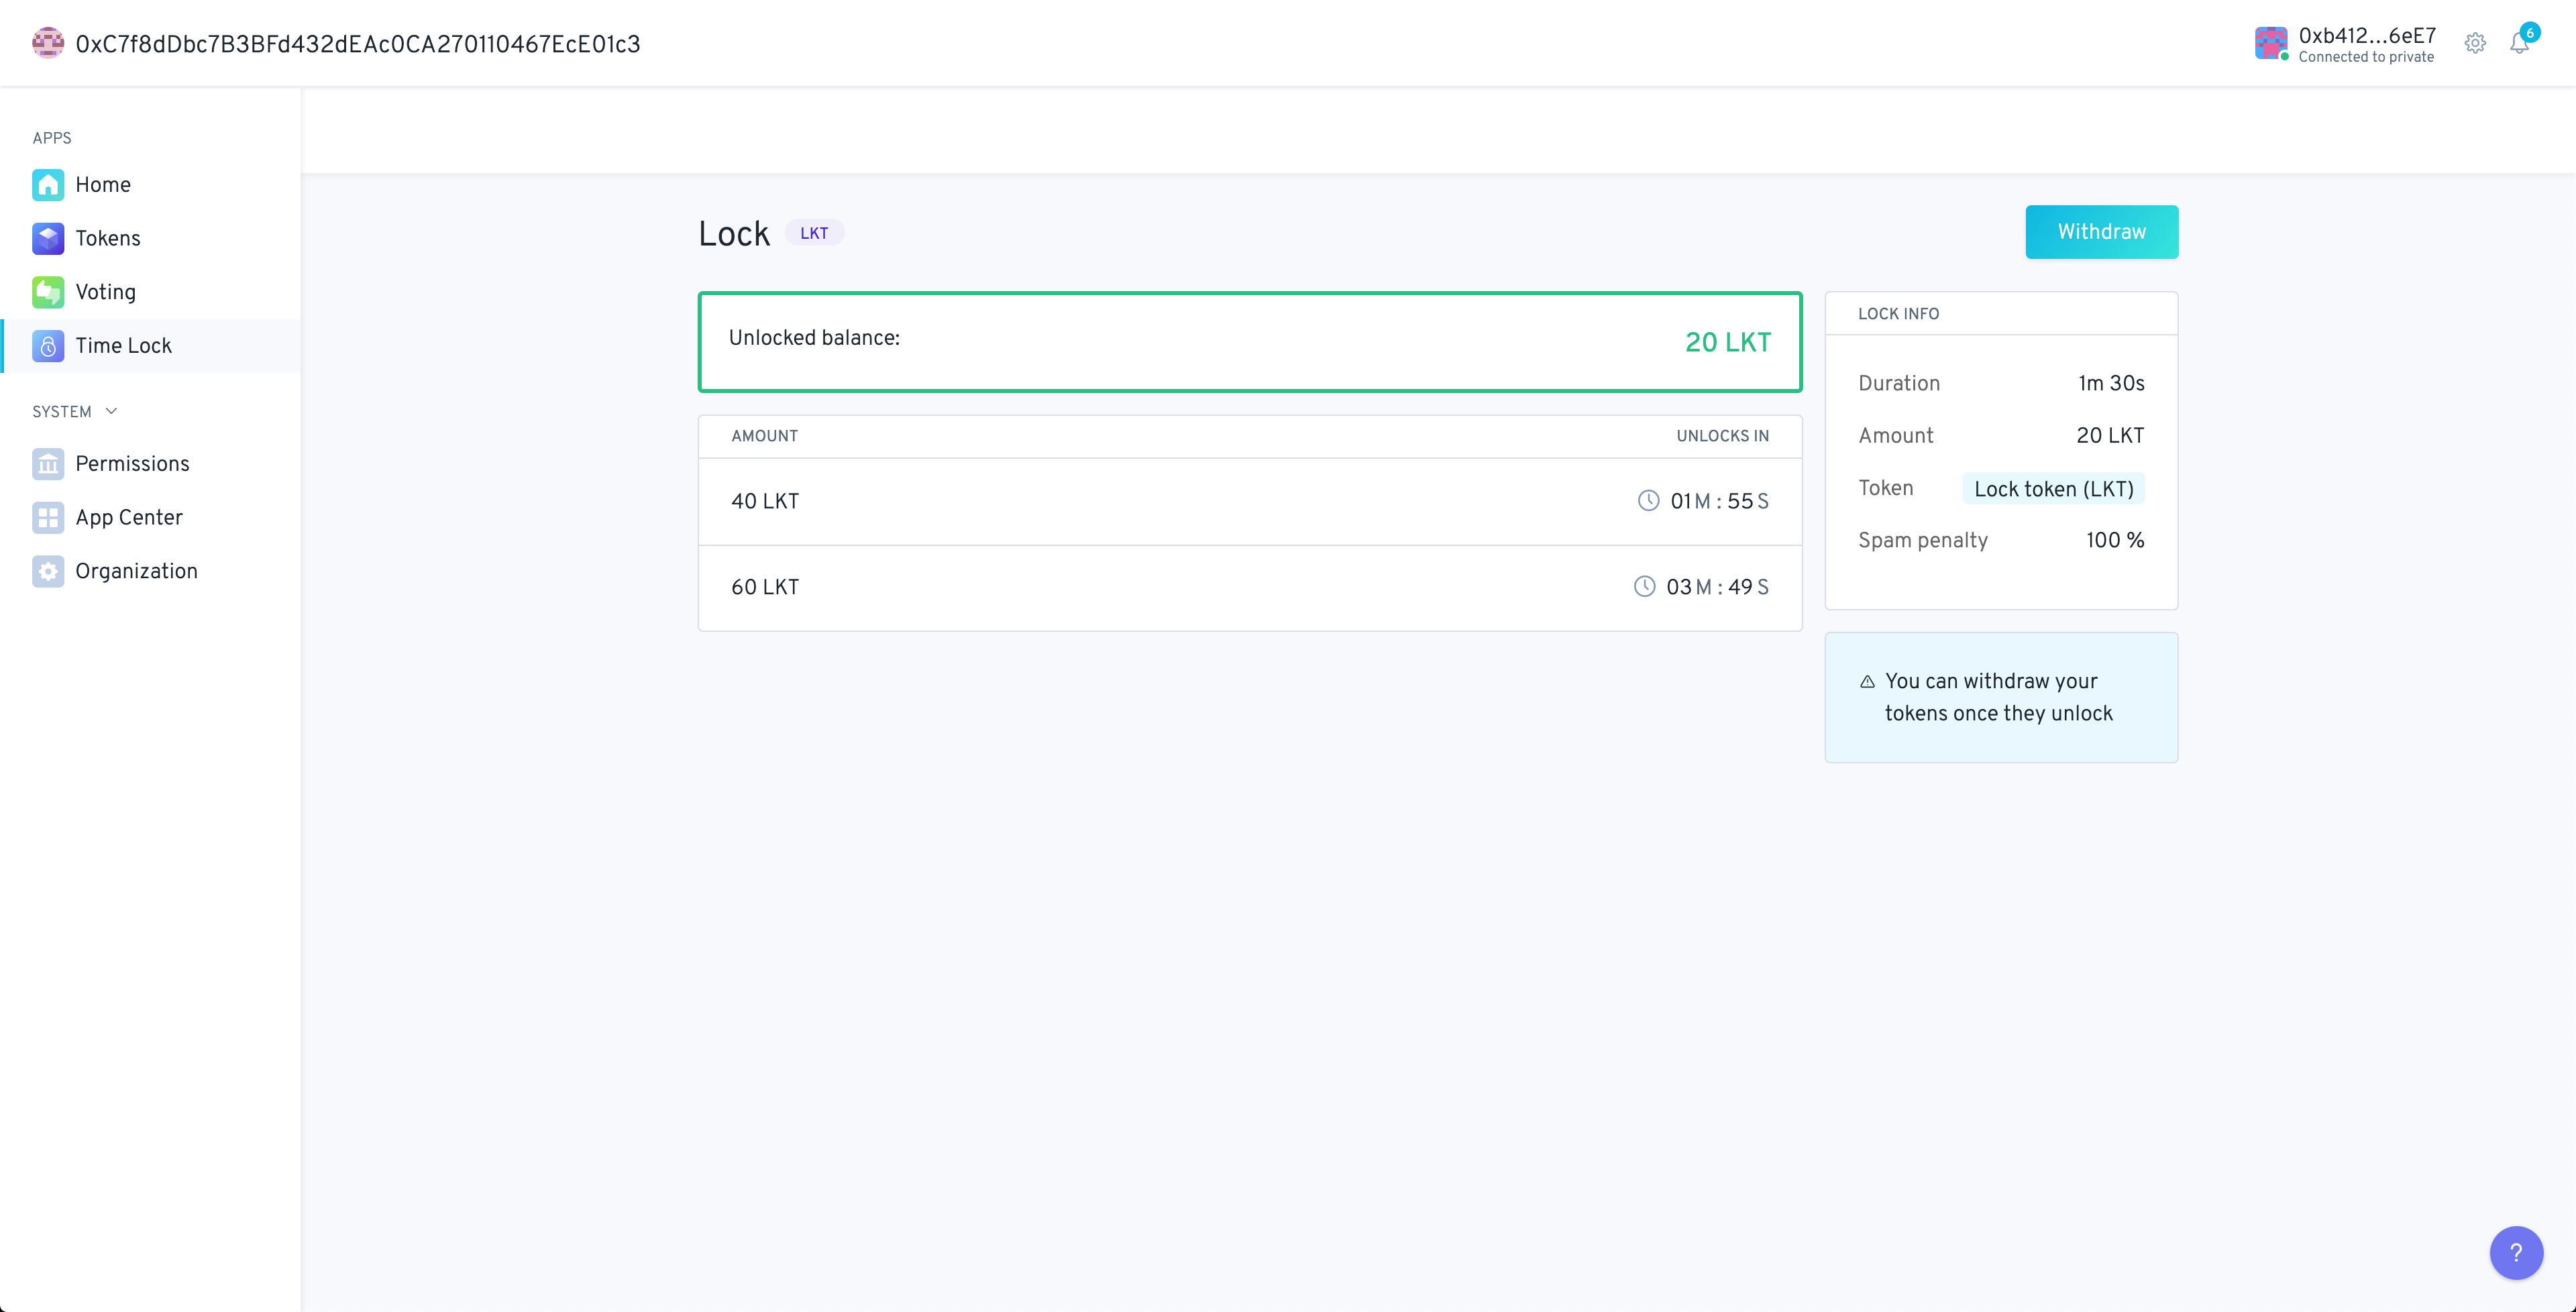 0xC7f8dDbc7B3BFd432dEAc0CA270110467EcE01c3
0xb412...6eE7
Connected to private
6
APPS
Home
Tokens
Voting
Time Lock
SYSTEM
Permissions
App Center
Organization
Lock LKT
Withdraw
Unlocked balance: 20 LKT
AMOUNT UNLOCKS IN
40 LKT 01 M : 55 S
60 LKT 03 M : 49 S
LOCK INFO
Duration 1m 30s
Amount 20 LKT
Token Lock token (LKT)
Spam penalty 100 %
You can withdraw your
tokens once they unlock
?